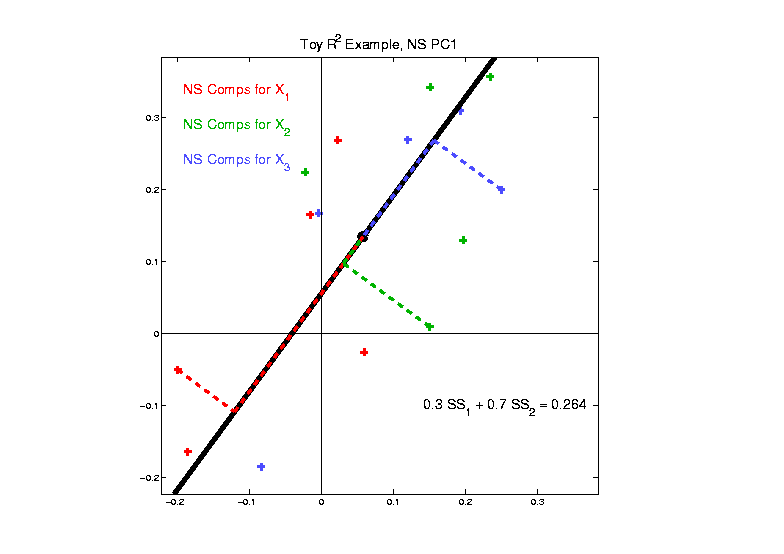 Toy R² Example, NS PC1
NS Comps for X₁
NS Comps for X₂
NS Comps for X₃
0.3
0.2
0.1
0
−0.1
−0.2
0.3 SS₁ + 0.7 SS₂ = 0.264
−0.2 −0.1 0 0.1 0.2 0.3